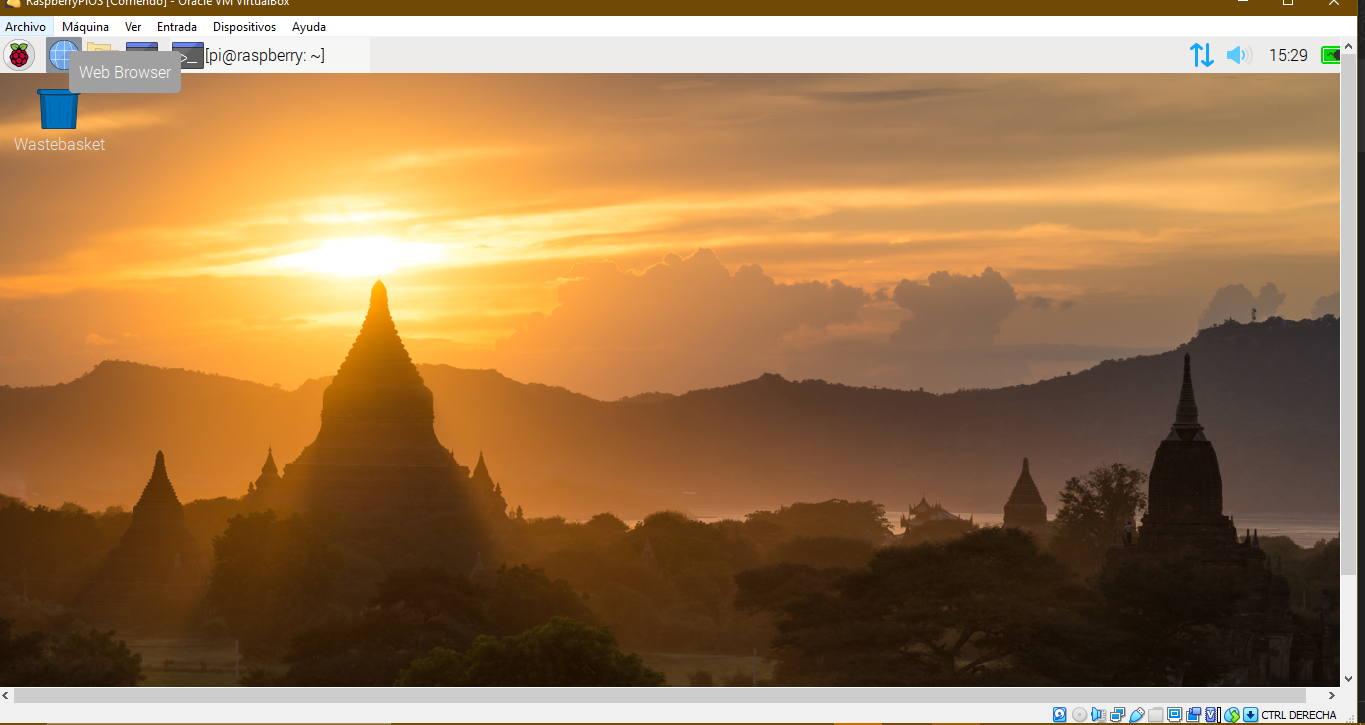 RaspberryPiOS [Corriendo] - Oracle VM VirtualBox
Archivo Máquina Ver Entrada Dispositivos Ayuda
[pi@raspberry: ~] 15:29
Web Browser
Wastebasket
CTRL DERECHA